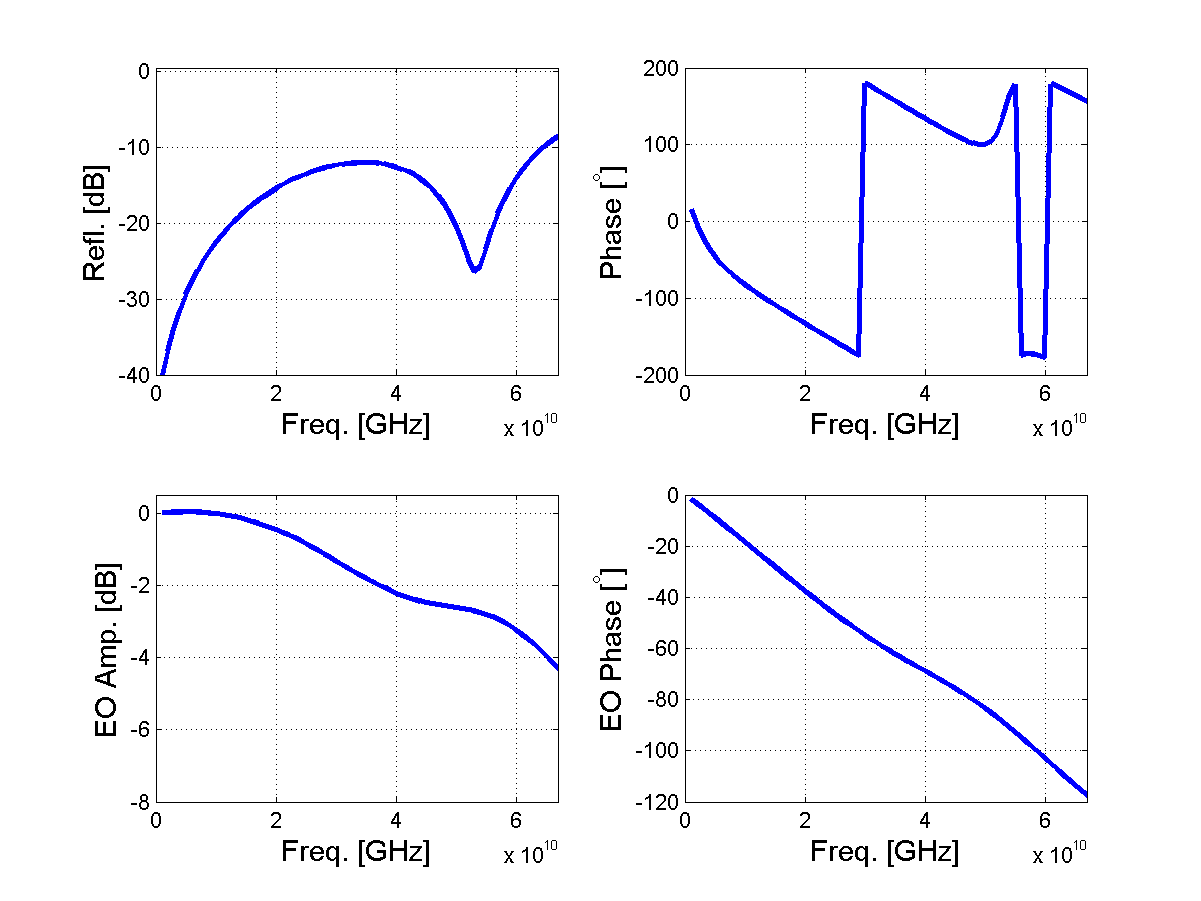 0
-10
-20
-30
-40
0 2 4 6
Refl. [dB]
Freq. [GHz]
x 10^10
200
100
0
-100
-200
0 2 4 6
Phase [°]
Freq. [GHz]
x 10^10
0
-2
-4
-6
-8
0 2 4 6
EO Amp. [dB]
Freq. [GHz]
x 10^10
0
-20
-40
-60
-80
-100
-120
0 2 4 6
EO Phase [°]
Freq. [GHz]
x 10^10